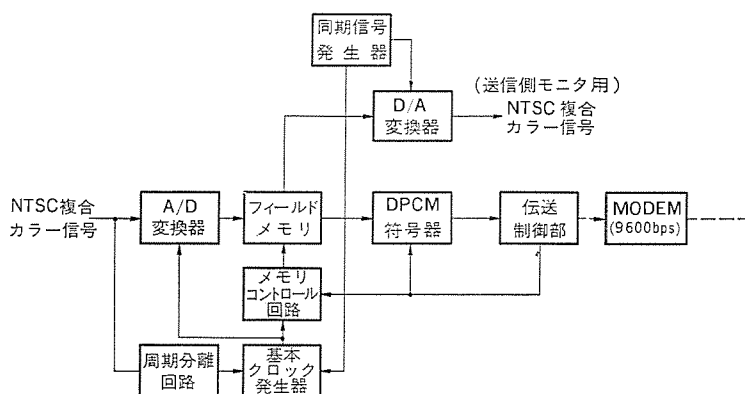 同期信号
発生器
(送信側モニタ用)
D/A
変換器
NTSC複合
カラー信号
NTSC複合
カラー信号
A/D
変換器
フィールド
メモリ
DPCM
符号器
伝送
制御部
MODEM
(9600bps)
メモリ
コントロール
回路
周期分離
回路
基本
クロック
発生器